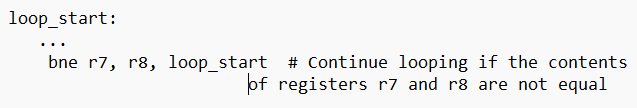 loop_start:
...
bne r7, r8, loop_start  # Continue looping if the contents
of registers r7 and r8 are not equal